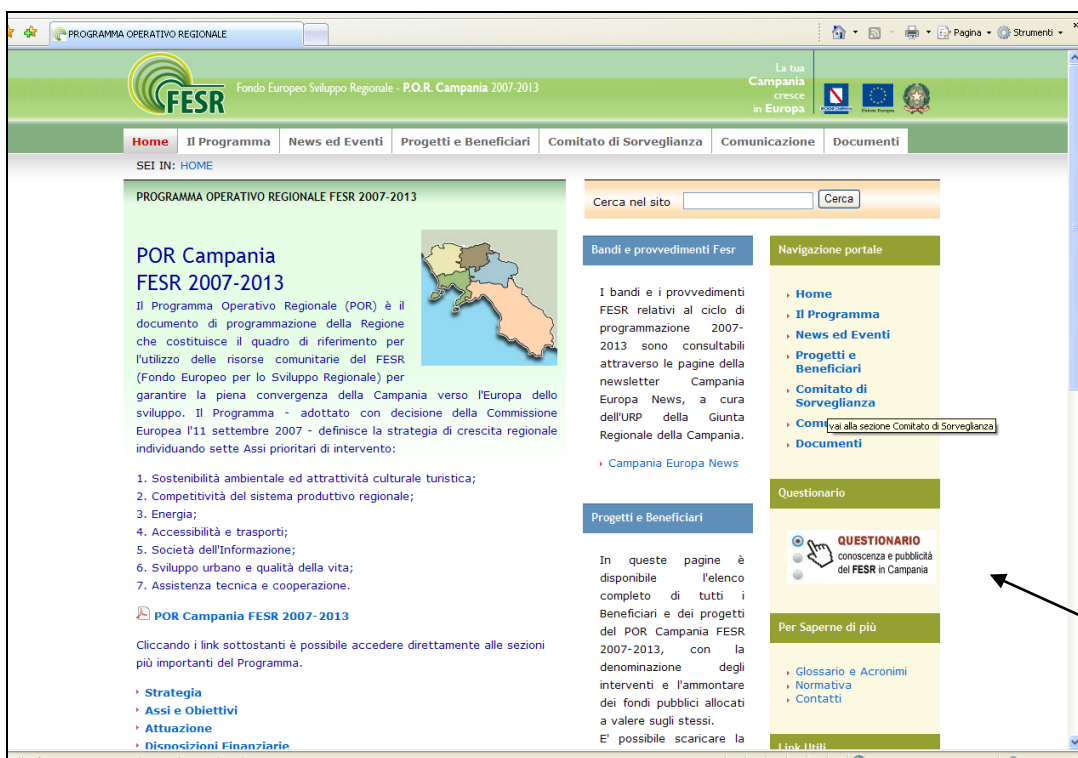 PROGRAMMA OPERATIVO REGIONALE
Pagina
Strumenti
FESR
Fondo Europeo Sviluppo Regionale - P.O.R. Campania 2007-2013
La tua
Campania
cresce
in Europa
Home
Il Programma
News ed Eventi
Progetti e Beneficiari
Comitato di Sorveglianza
Comunicazione
Documenti
SEI IN: HOME
PROGRAMMA OPERATIVO REGIONALE FESR 2007-2013
POR Campania
FESR 2007-2013
Il Programma Operativo Regionale (POR) è il
documento di programmazione della Regione
che costituisce il quadro di riferimento per
l'utilizzo delle risorse comunitarie del FESR
(Fondo Europeo per lo Sviluppo Regionale) per
garantire la piena convergenza della Campania verso l'Europa dello
sviluppo. Il Programma - adottato con decisione della Commissione
Europea l'11 settembre 2007 - definisce la strategia di crescita regionale
individuando sette Assi prioritari di intervento:
1. Sostenibilità ambientale ed attrattività culturale turistica;
2. Competitività del sistema produttivo regionale;
3. Energia;
4. Accessibilità e trasporti;
5. Società dell'Informazione;
6. Sviluppo urbano e qualità della vita;
7. Assistenza tecnica e cooperazione.
POR Campania FESR 2007-2013
Cliccando i link sottostanti è possibile accedere direttamente alle sezioni
più importanti del Programma.
Strategia
Assi e Obiettivi
Attuazione
Disposizioni Finanziarie
Cerca nel sito
Cerca
Bandi e provvedimenti Fesr
I bandi e i provvedimenti
FESR relativi al ciclo di
programmazione 2007-
2013 sono consultabili
attraverso le pagine della
newsletter Campania
Europa News, a cura
dell'URP della Giunta
Regionale della Campania.
Campania Europa News
Progetti e Beneficiari
In queste pagine è
disponibile l'elenco
completo di tutti i
Beneficiari e dei progetti
del POR Campania FESR
2007-2013, con la
denominazione degli
interventi e l'ammontare
dei fondi pubblici allocati
a valere sugli stessi.
E' possibile scaricare la
Navigazione portale
Home
Il Programma
News ed Eventi
Progetti e
Beneficiari
Comitato di
Sorveglianza
Com
vai alla sezione Comitato di Sorveglianza
Documenti
Questionario
QUESTIONARIO
conoscenza e pubblicità
del FESR in Campania
Per Saperne di più
Glossario e Acronimi
Normativa
Contatti
Link Utili